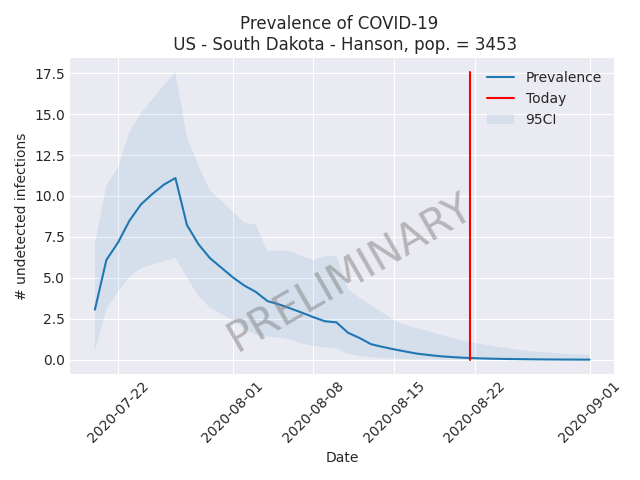 Prevalence of COVID-19
US - South Dakota - Hanson, pop. = 3453
# undetected infections
17.5
15.0
12.5
10.0
7.5
5.0
2.5
0.0
Prevalence
Today
95CI
PRELIMINARY
2020-07-22
2020-08-01
2020-08-08
2020-08-15
2020-08-22
2020-09-01
Date